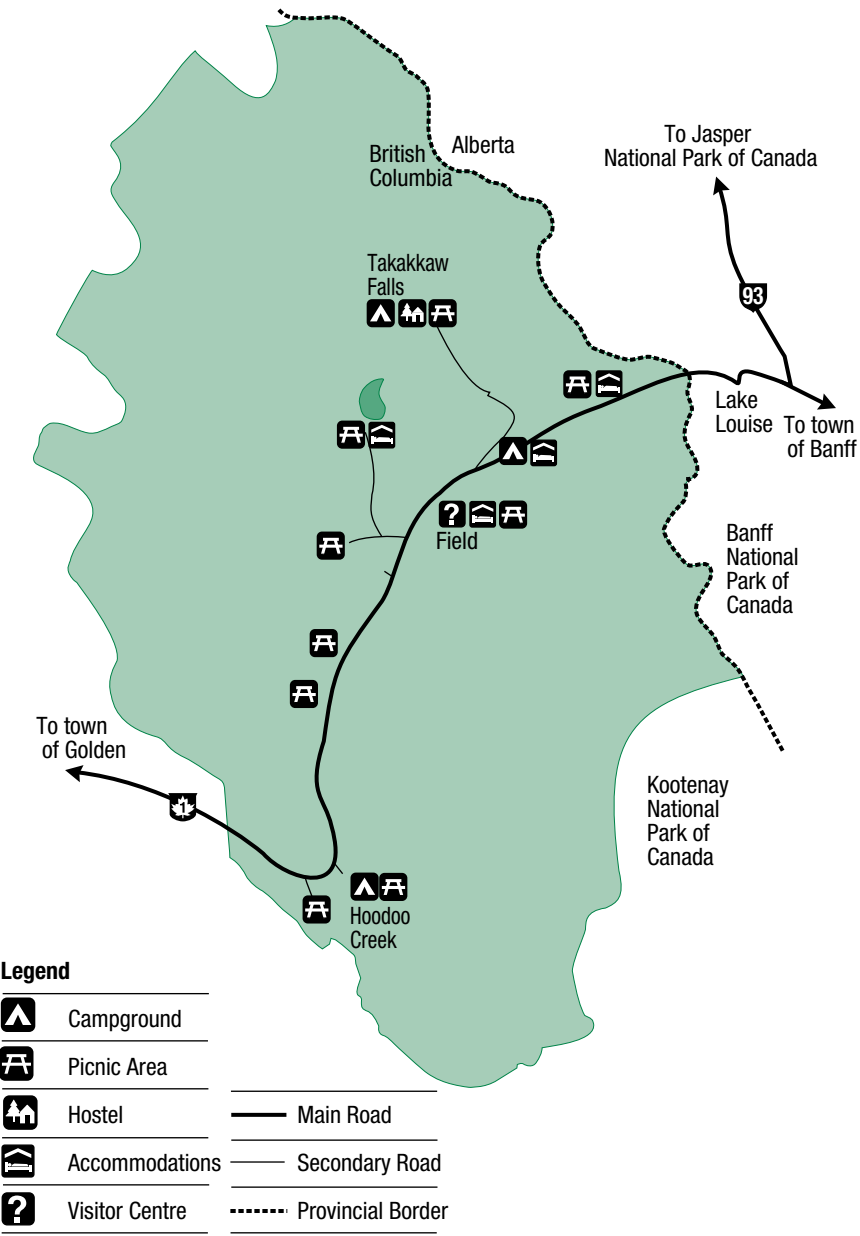 British
Columbia
Alberta
To Jasper
National Park of Canada
Takakkaw
Falls
93
Lake
Louise
To town
of Banff
?
Field
Banff
National
Park of
Canada
To town
of Golden
1
Kootenay
National
Park of
Canada
Hoodoo
Creek
Legend
Campground
Picnic Area
Hostel
Main Road
Accommodations
Secondary Road
?
Visitor Centre
Provincial Border